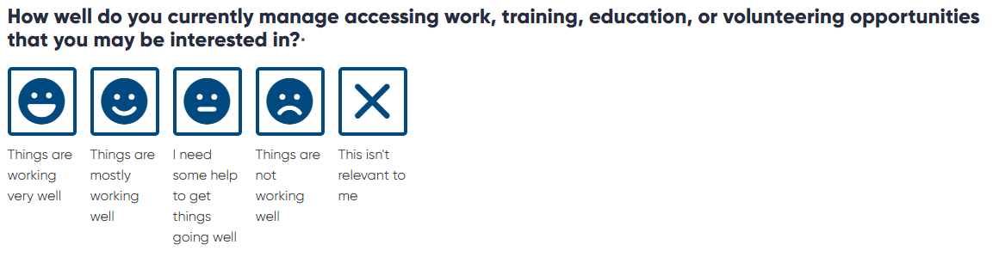 How well do you currently manage accessing work, training, education, or volunteering opportunities
that you may be interested in?*
Things are
working
very well
Things are
mostly
working
well
I need
some help
to get
things
going well
Things are
not
working
well
This isn't
relevant to
me